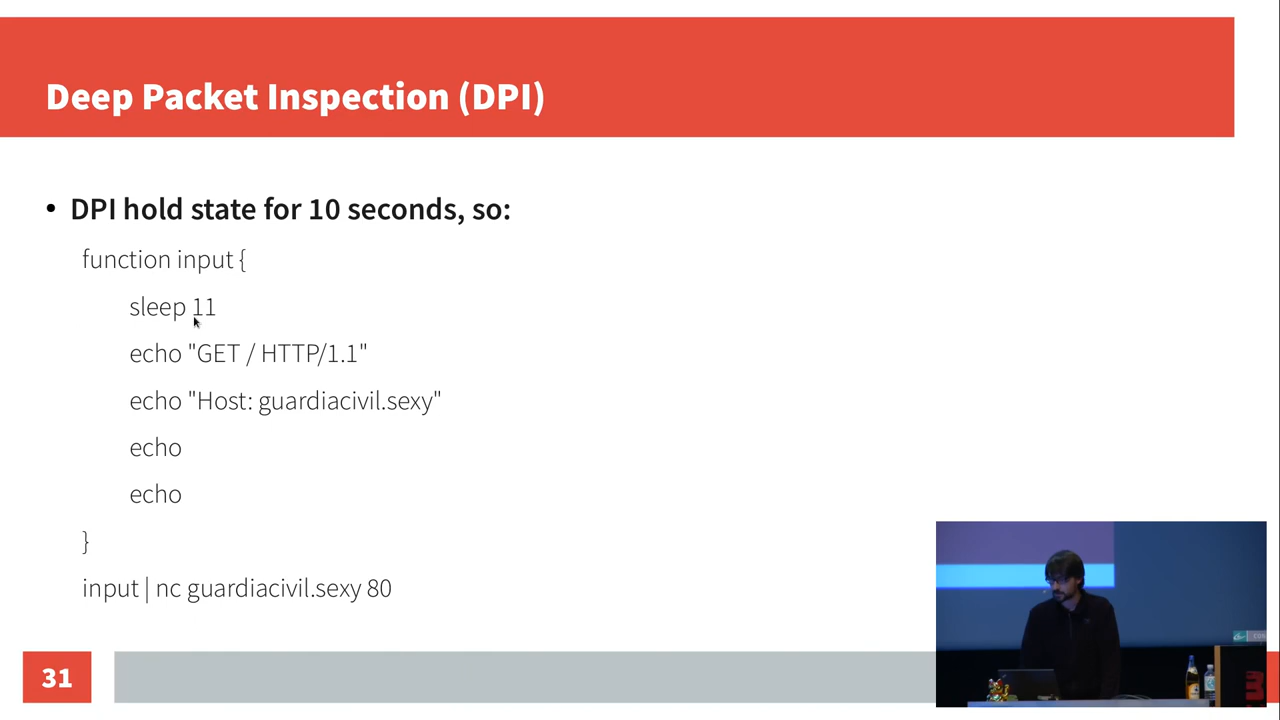 Deep Packet Inspection (DPI)
• DPI hold state for 10 seconds, so:
function input {
sleep 11
echo "GET / HTTP/1.1"
echo "Host: guardiacivil.sexy"
echo
echo
}
input | nc guardiacivil.sexy 80
31